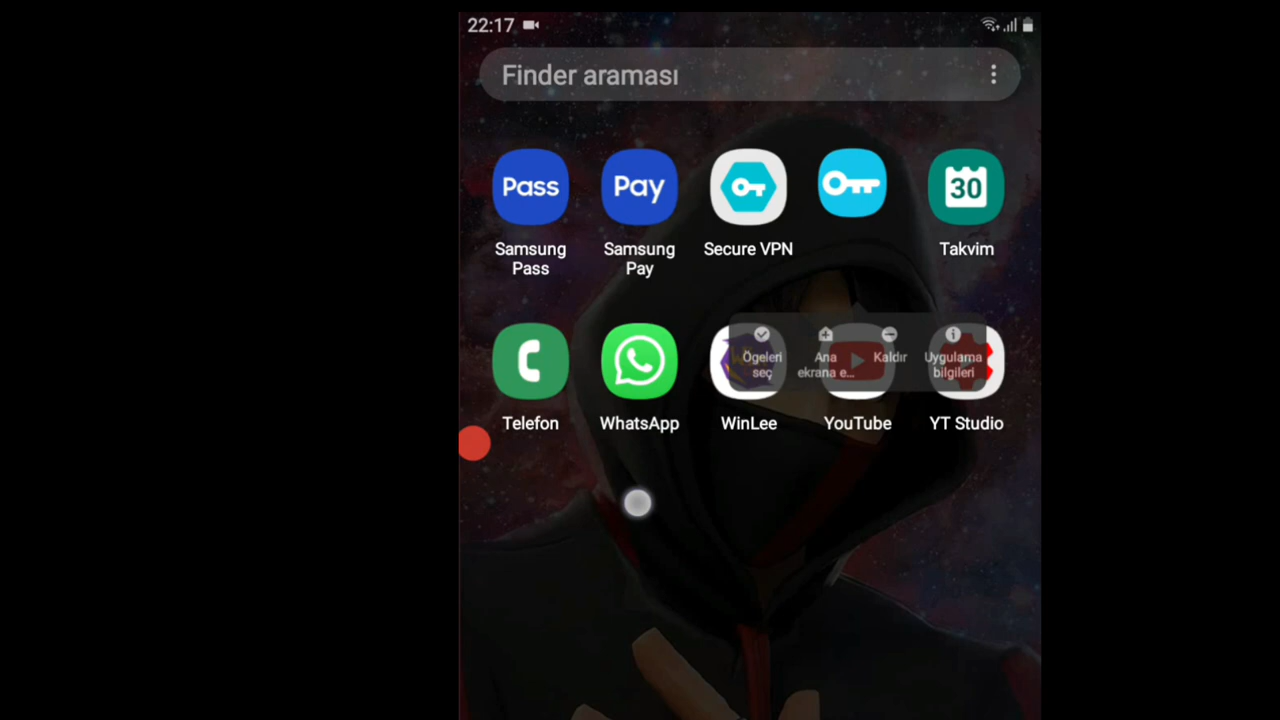 22:17
Finder araması
Pass
Pay
30
Samsung
Pass
Samsung
Pay
Secure VPN
Takvim
Ögeleri
seç
Ana
ekrana e...
Kaldır
Uygulama
bilgileri
Telefon
WhatsApp
WinLee
YouTube
YT Studio